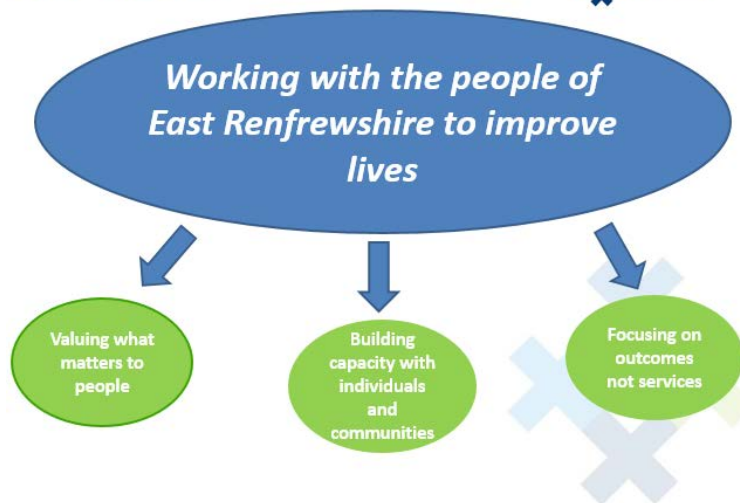 Working with the people of
East Renfrewshire to improve
lives
Valuing what
matters to
people
Building
capacity with
individuals
and
communities
Focusing on
outcomes
not services